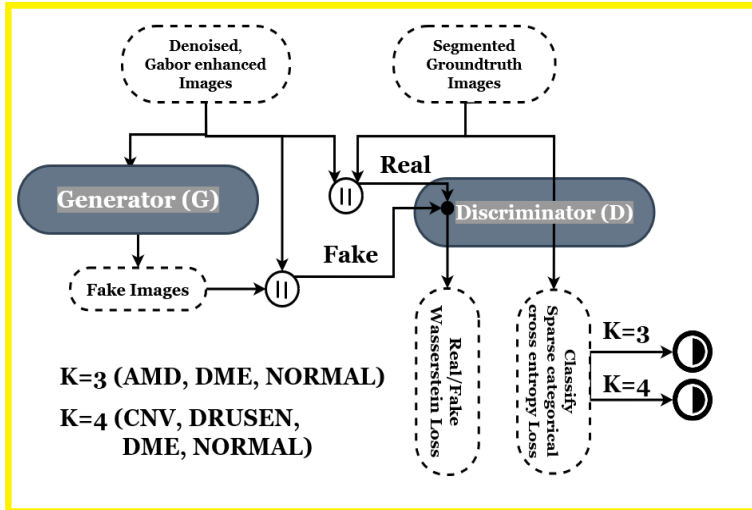 Denoised,
Gabor enhanced
Images
Segmented
Groundtruth
Images
Real
Generator (G)
Discriminator (D)
Fake
Fake Images
Real/Fake
Wasserstein Loss
Classify
Sparse categorical
cross entropy Loss
K=3
K=4
K=3 (AMD, DME, NORMAL)
K=4 (CNV, DRUSEN,
DME, NORMAL)